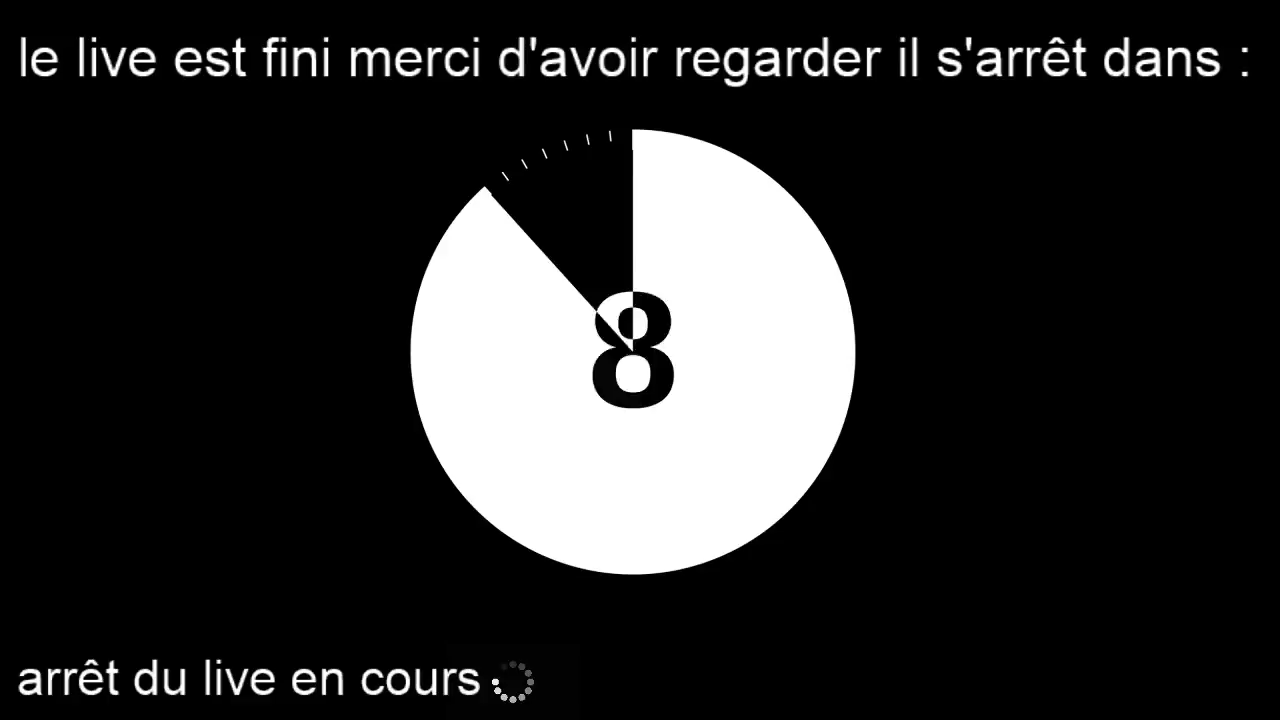 le live est fini merci d'avoir regarder il s'arrêt dans :
8
arrêt du live en cours